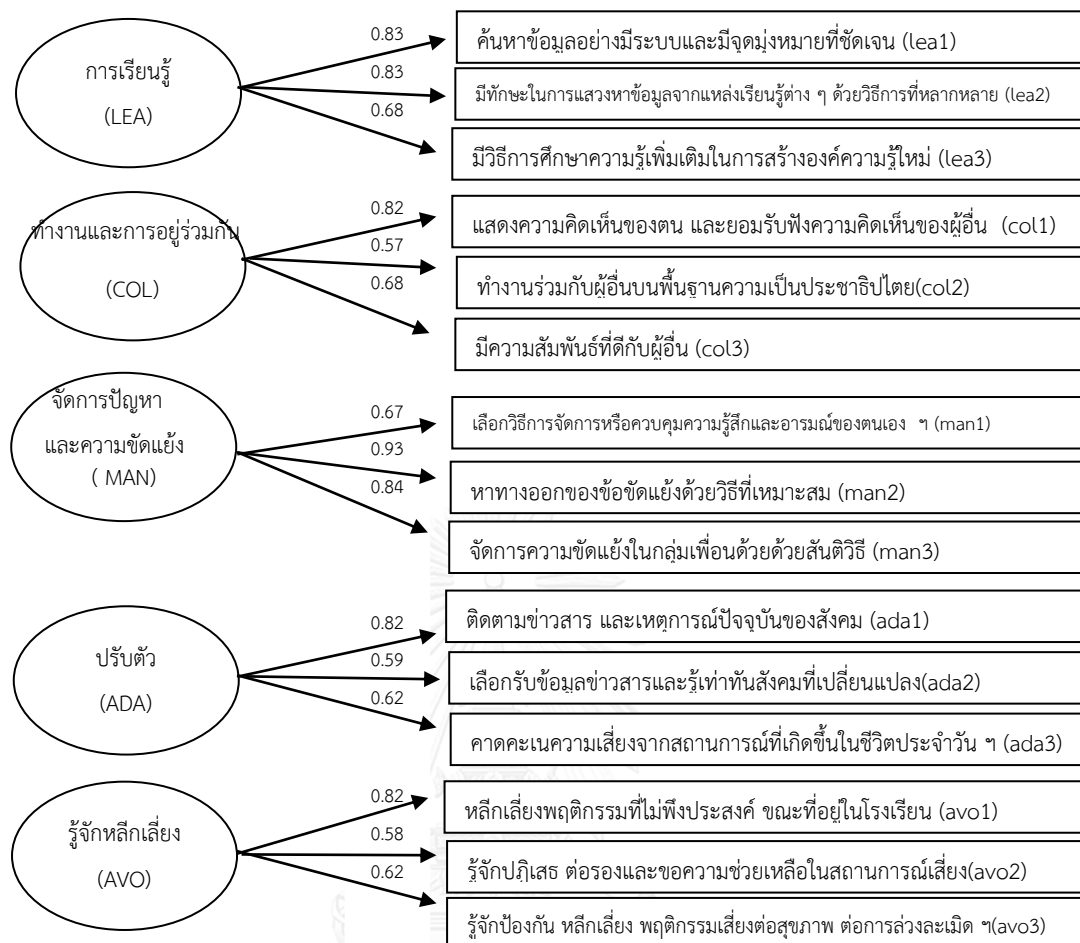 การเรียนรู้
(LEA)
0.83
ค้นหาข้อมูลอย่างมีระบบและมีจุดมุ่งหมายที่ชัดเจน (lea1)
0.83
มีทักษะในการแสวงหาข้อมูลจากแหล่งเรียนรู้ต่าง ๆ ด้วยวิธีการที่หลากหลาย (lea2)
0.68
มีวิธีการศึกษาความรู้เพิ่มเติมในการสร้างองค์ความรู้ใหม่ (lea3)
ทำงานและการอยู่ร่วมกัน
(COL)
0.82
แสดงความคิดเห็นของตน และยอมรับฟังความคิดเห็นของผู้อื่น (col1)
0.57
ทำงานร่วมกับผู้อื่นบนพื้นฐานความเป็นประชาธิปไตย(col2)
0.68
มีความสัมพันธ์ที่ดีกับผู้อื่น (col3)
จัดการปัญหา
และความขัดแย้ง
( MAN)
0.67
เลือกวิธีการจัดการหรือควบคุมความรู้สึกและอารมณ์ของตนเอง ฯ (man1)
0.93
หาทางออกของข้อขัดแย้งด้วยวิธีที่เหมาะสม (man2)
0.84
จัดการความขัดแย้งในกลุ่มเพื่อนด้วยด้วยสันติวิธี (man3)
ปรับตัว
(ADA)
0.82
ติดตามข่าวสาร และเหตุการณ์ปัจจุบันของสังคม (ada1)
0.59
เลือกรับข้อมูลข่าวสารและรู้เท่าทันสังคมที่เปลี่ยนแปลง(ada2)
0.62
คาดคะเนความเสี่ยงจากสถานการณ์ที่เกิดขึ้นในชีวิตประจำวัน ฯ (ada3)
รู้จักหลีกเลี่ยง
(AVO)
0.82
หลีกเลี่ยงพฤติกรรมที่ไม่พึงประสงค์ ขณะที่อยู่ในโรงเรียน (avo1)
0.58
รู้จักปฏิเสธ ต่อรองและขอความช่วยเหลือในสถานการณ์เสี่ยง(avo2)
0.62
รู้จักป้องกัน หลีกเลี่ยง พฤติกรรมเสี่ยงต่อสุขภาพ ต่อการล่วงละเมิด ฯ(avo3)